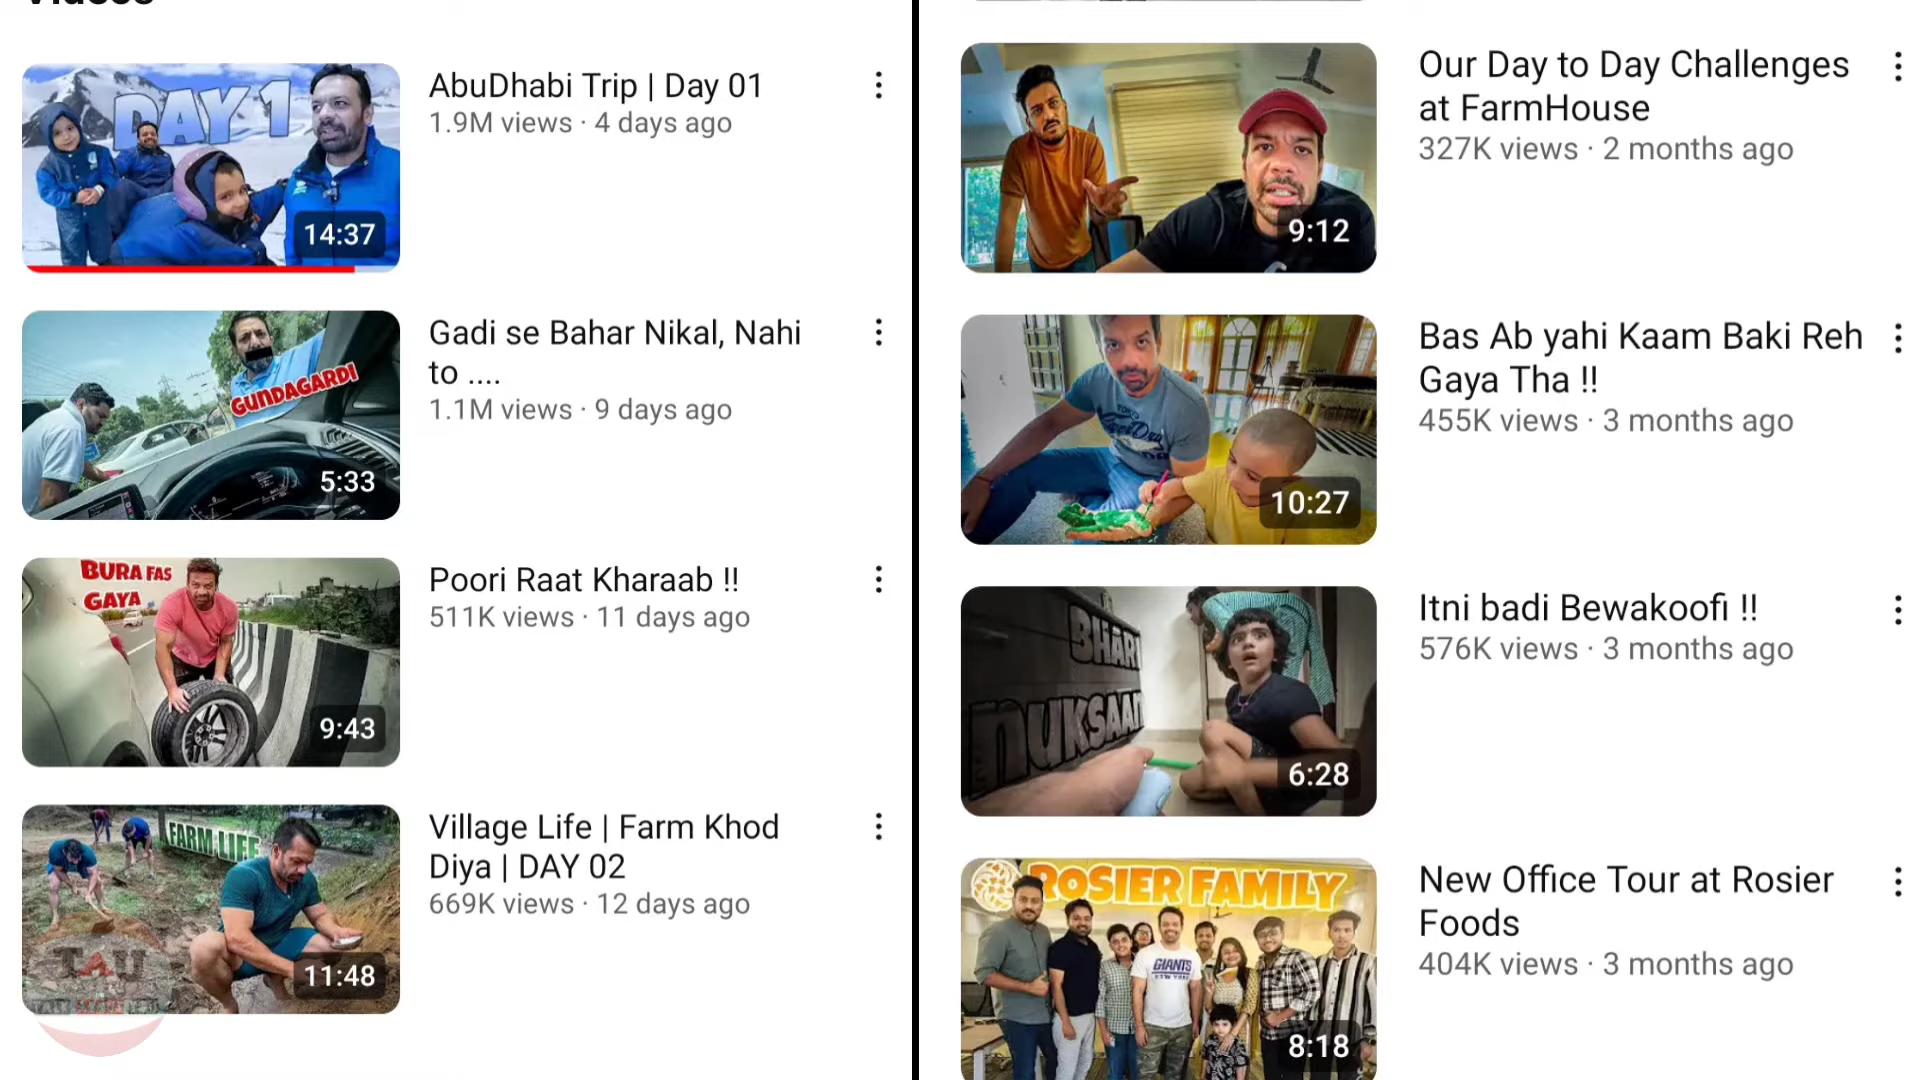 Videos
DAY 1
14:37
AbuDhabi Trip | Day 01
1.9M views · 4 days ago
GUNDAGARDI
5:33
Gadi se Bahar Nikal, Nahi
to ....
1.1M views · 9 days ago
BURA FAS
GAYA
9:43
Poori Raat Kharaab !!
511K views · 11 days ago
FARM LIFE
TAU
11:48
Village Life | Farm Khod
Diya | DAY 02
669K views · 12 days ago
9:12
Our Day to Day Challenges
at FarmHouse
327K views · 2 months ago
10:27
Bas Ab yahi Kaam Baki Reh
Gaya Tha !!
455K views · 3 months ago
BHARI
NUKSAAN
6:28
Itni badi Bewakoofi !!
576K views · 3 months ago
ROSIER FAMILY
GIANTS
NEW YORK
8:18
New Office Tour at Rosier
Foods
404K views · 3 months ago